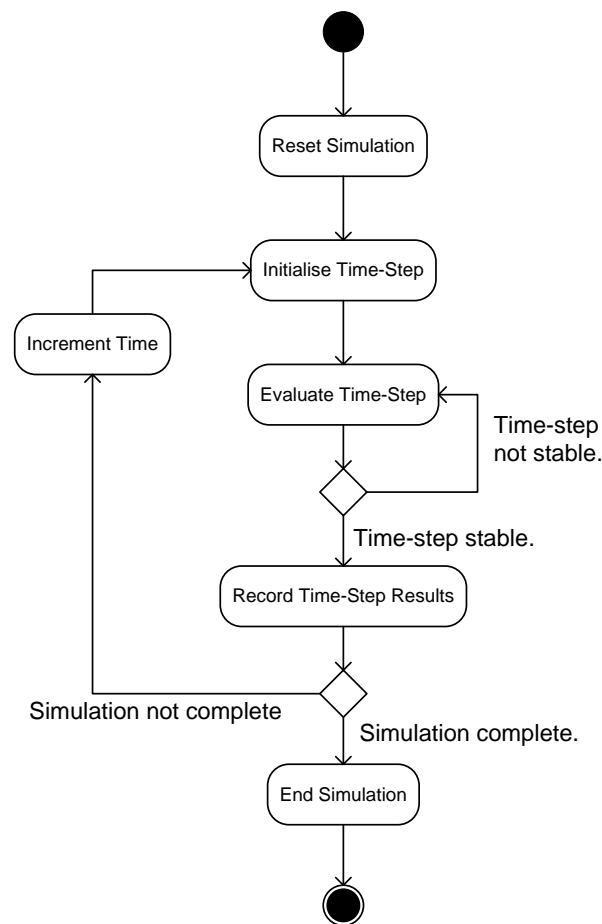 Reset Simulation
Initialise Time-Step
Increment Time
Evaluate Time-Step
Time-step
not stable.
Time-step stable.
Record Time-Step Results
Simulation not complete
Simulation complete.
End Simulation